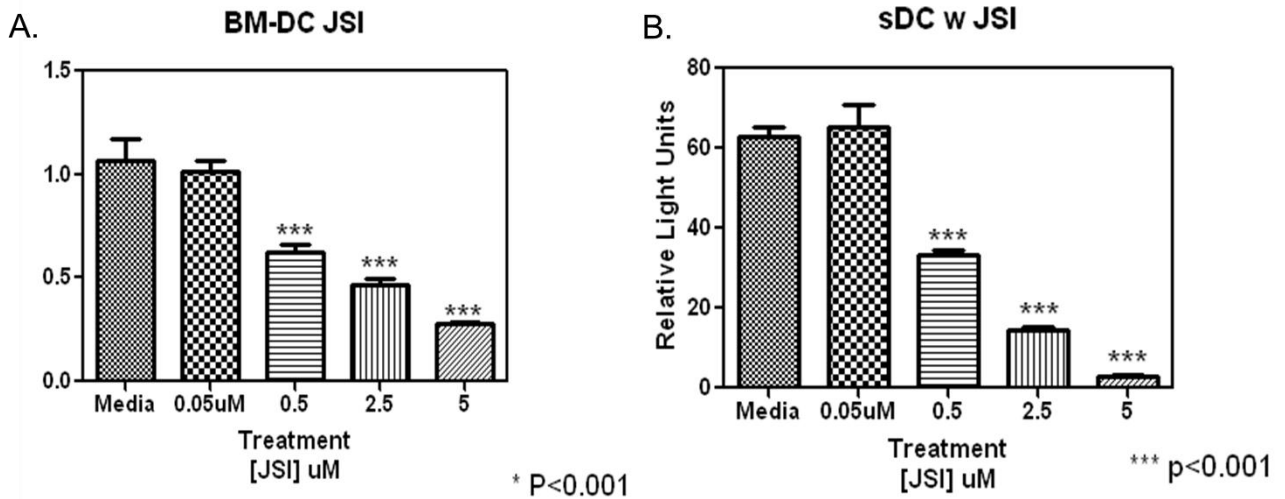 A.
BM-DC JSI
1.5
1.0
0.5
0.0
***
***
***
Media 0.05uM 0.5 2.5 5
Treatment
[JSI] uM
* P<0.001
B.
sDC w JSI
Relative Light Units
80
60
40
20
0
***
***
***
Media 0.05uM 0.5 2.5 5
Treatment
[JSI] uM
*** p<0.001